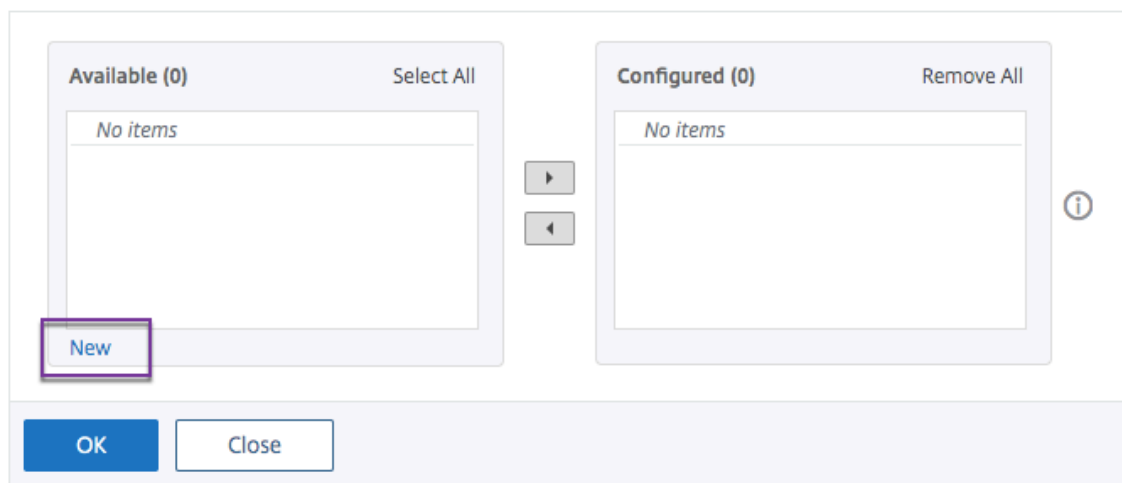 Available (0) Select All
No items
New
Configured (0) Remove All
No items
OK Close